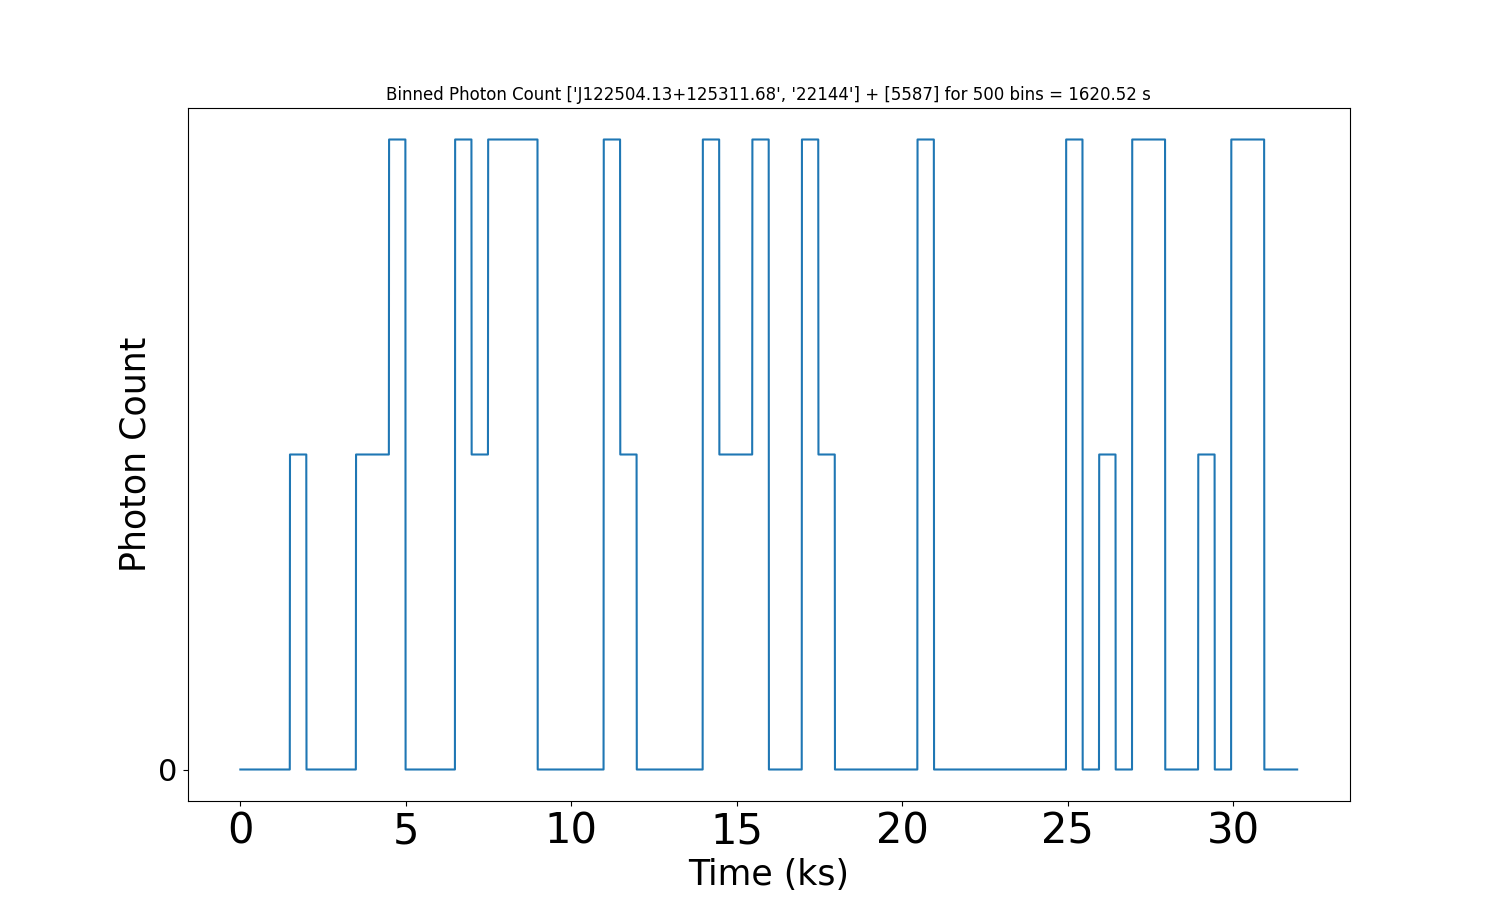 Binned Photon Count ['J122504.13+125311.68', '22144'] + [5587] for 500 bins = 1620.52 s
Photon Count
0
0 5 10 15 20 25 30
Time (ks)